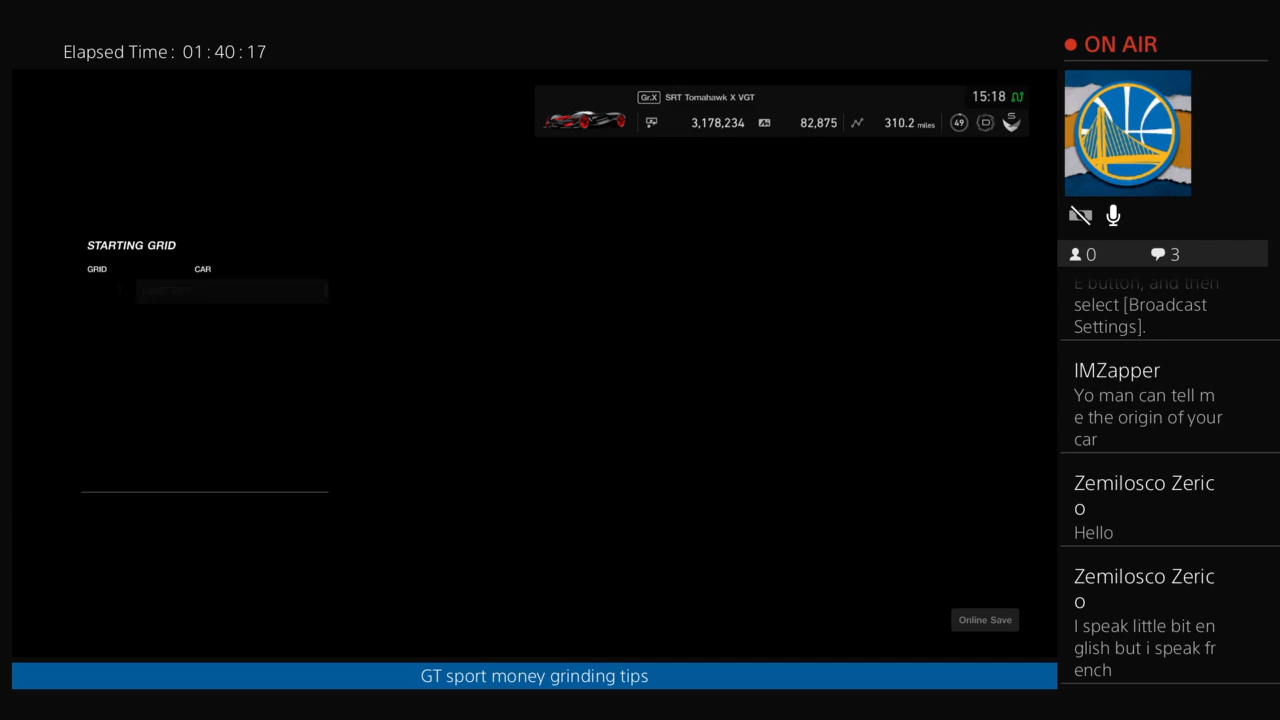 Elapsed Time: 01:40:17
ON AIR
Gr.X SRT Tomahawk X VGT
15:18
3,178,234
82,875
310.2 miles
49
D
S
0
3
STARTING GRID
GRID CAR
E button, and then
select [Broadcast
Settings].
IMZapper
Yo man can tell m
e the origin of your
car
Zemilosco Zeric
o
Hello
Zemilosco Zeric
o
I speak little bit en
glish but i speak fr
ench
Online Save
GT sport money grinding tips